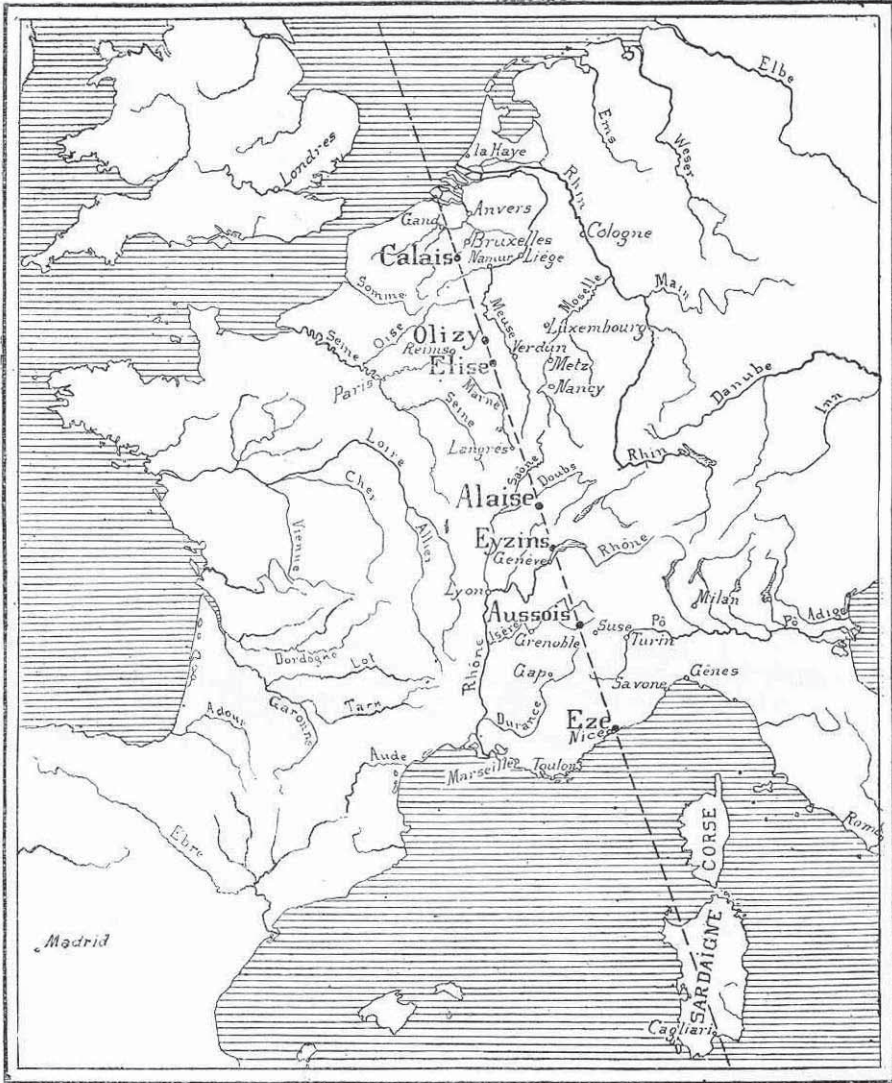 Elbe
Ems
Weser
la Haye
Londres
Rhin
Anvers
Gand
Cologne
Bruxelles
Calais
Namur
Liége
Main
Somme
Moselle
Meuse
Luxembourg
Oise
Olizy
Seine
Reims
Verdun
Elise
Metz
Paris
Nancy
Marne
Danube
Inn
Seine
Langres
Loire
Rhin
Saône
Doubs
Cher
Alaise
Allier
Vienne
Eyzins
Rhône
Genève
Lyon
Milan
Aussois
Adige
Isère
Suse
Pô
Pô
Grenoble
Turin
Dordogne
Lot
Rhône
Gap
Savone
Gênes
Tarn
Garonne
Adour
Durance
Eze
Nice
Aude
Marseille
Toulon
CORSE
Rome
Ebre
SARDAIGNE
Madrid
Cagliari